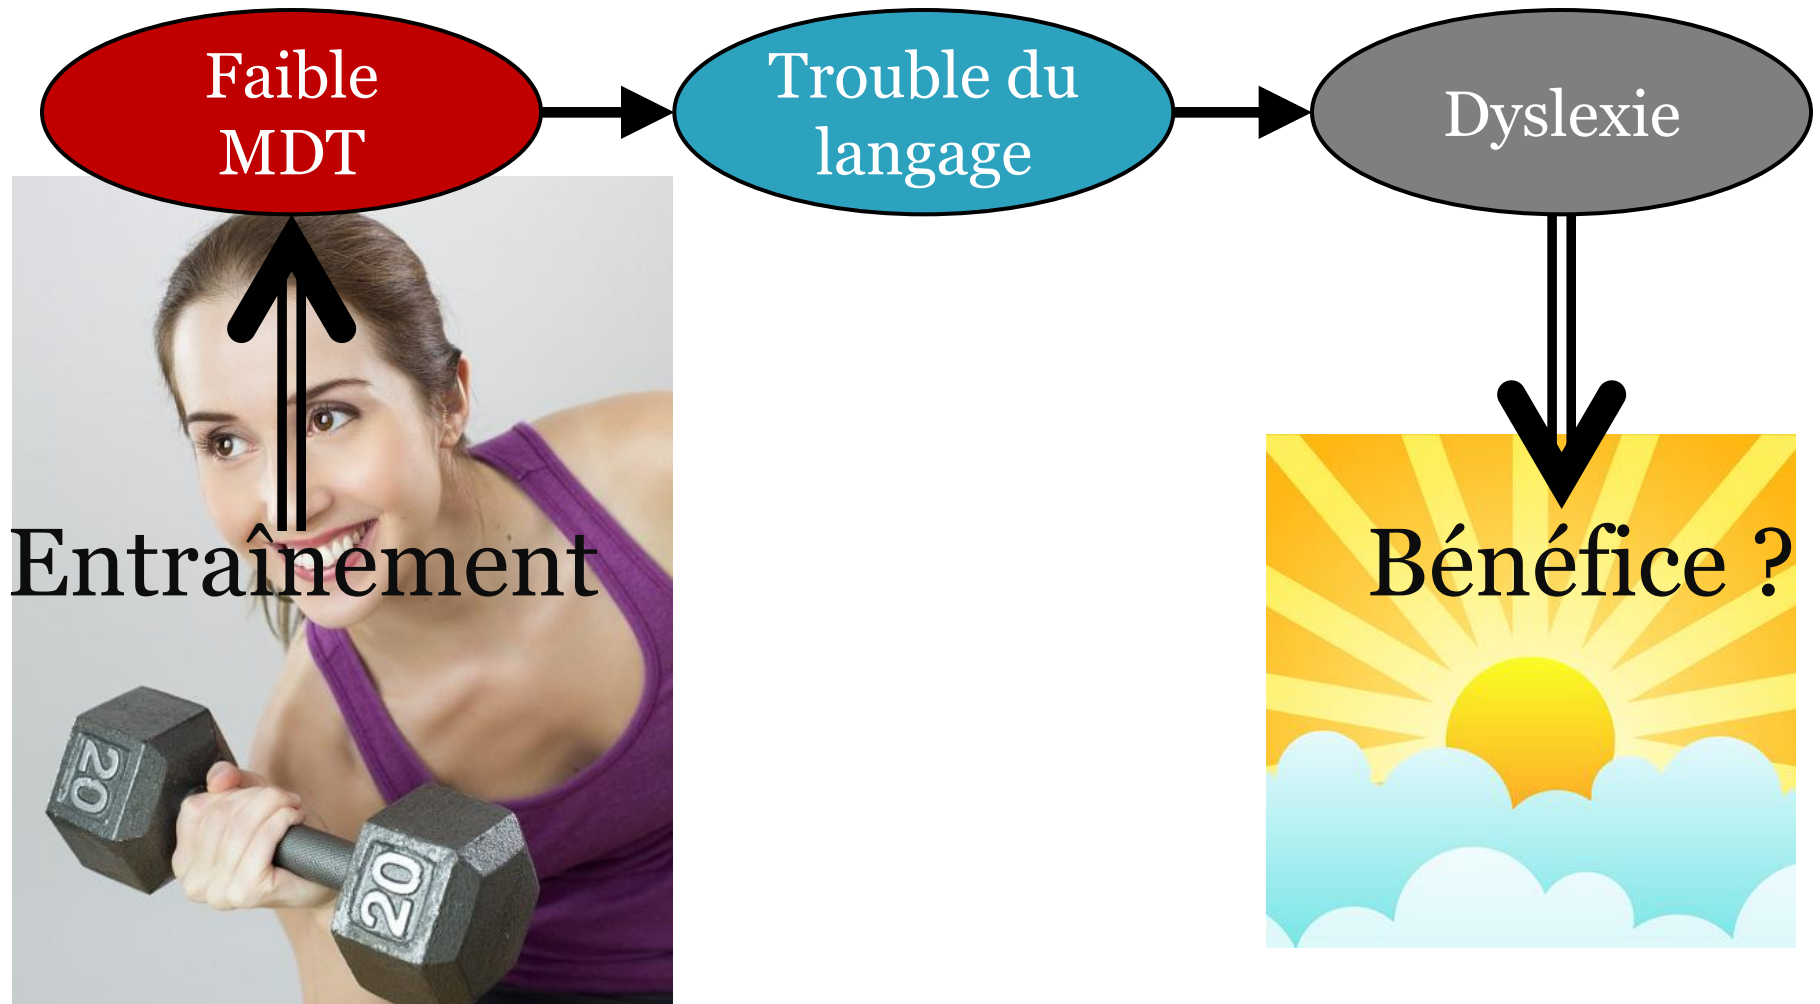 Faible
MDT
Trouble du
langage
Dyslexie
Entraînement
Bénéfice ?
20
20